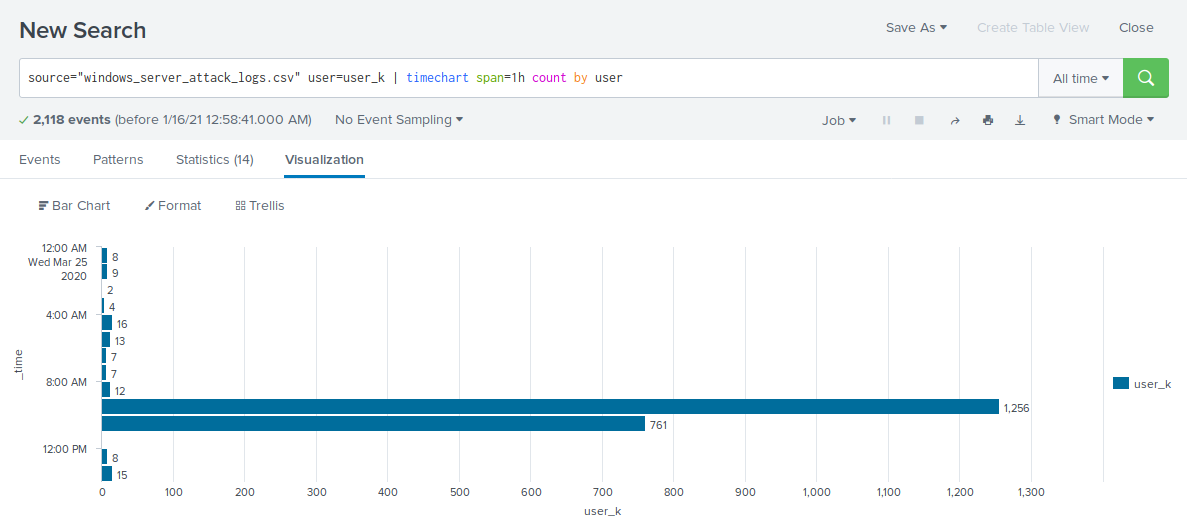 New Search
Save As Create Table View Close
source="windows_server_attack_logs.csv" user=user_k | timechart span=1h count by user
All time
2,118 events (before 1/16/21 12:58:41.000 AM) No Event Sampling
Job Smart Mode
Events Patterns Statistics (14) Visualization
Bar Chart Format Trellis
12:00 AM
Wed Mar 25
2020
8
9
2
4
4:00 AM
16
13
7
7
8:00 AM
12
1,256
761
12:00 PM
8
15
_time
user_k
0 100 200 300 400 500 600 700 800 900 1,000 1,100 1,200 1,300
user_k